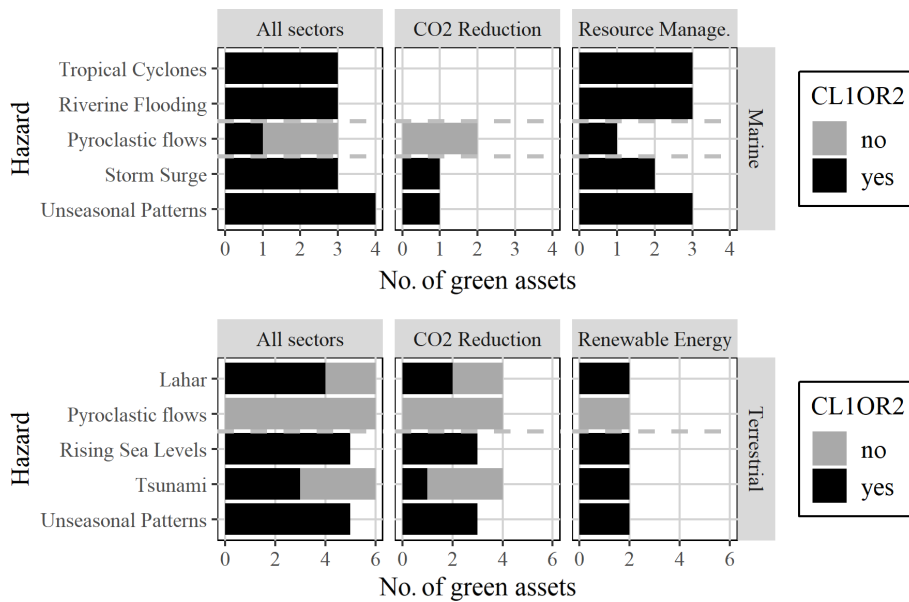 All sectors CO2 Reduction Resource Manage.
Hazard
Tropical Cyclones
Riverine Flooding
Pyroclastic flows
Storm Surge
Unseasonal Patterns
Marine
0 1 2 3 4 0 1 2 3 4 0 1 2 3 4
No. of green assets
CL1OR2
no
yes
All sectors CO2 Reduction Renewable Energy
Hazard
Lahar
Pyroclastic flows
Rising Sea Levels
Tsunami
Unseasonal Patterns
Terrestrial
0 2 4 6 0 2 4 6 0 2 4 6
No. of green assets
CL1OR2
no
yes